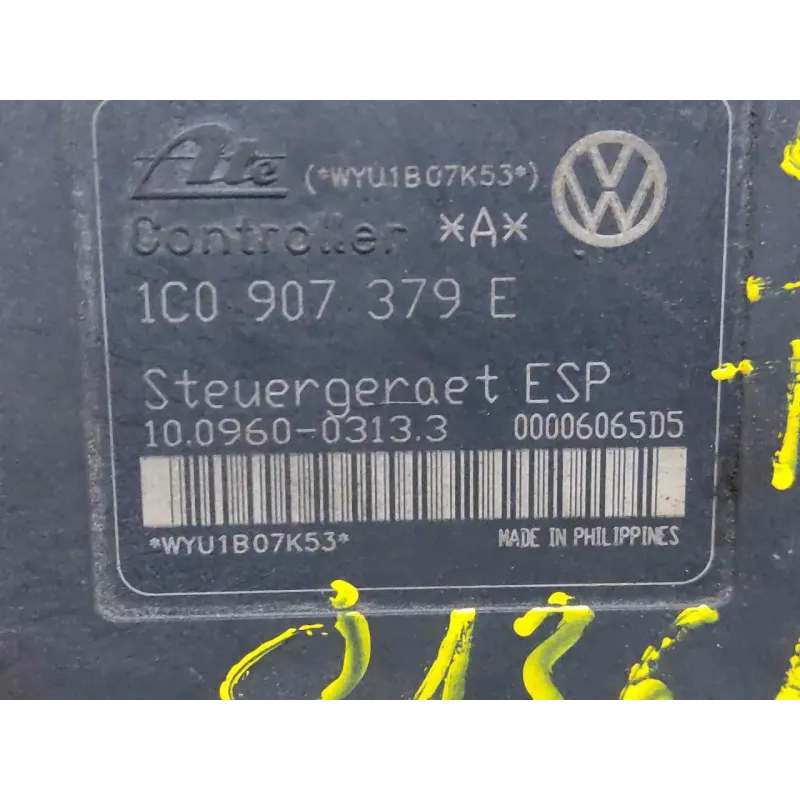 Ate (*WYU1B07K53*)
Controller *A*
1C0 907 379 E
Steuergeraet ESP
10.0960-0313.3 00006065D5
*WYU1B07K53* MADE IN PHILIPPINES